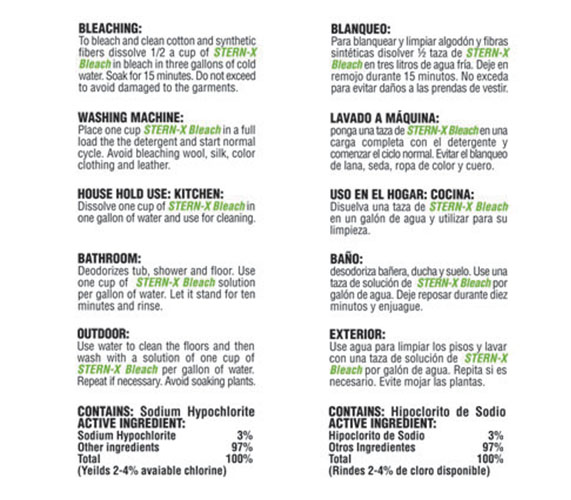 BLEACHING:
To bleach and clean cotton and synthetic
fibers dissolve 1/2 a cup of STERN-X
Bleach in bleach in three gallons of cold
water. Soak for 15 minutes. Do not exceed
to avoid damaged to the garments.
WASHING MACHINE:
Place one cup STERN-X Bleach in a full
load the the detergent and start normal
cycle. Avoid bleaching wool, silk, color
clothing and leather.
HOUSE HOLD USE: KITCHEN:
Dissolve one cup of STERN-X Bleach in
one gallon of water and use for cleaning.
BATHROOM:
Deodorizes tub, shower and floor. Use
one cup of STERN-X Bleach solution
per gallon of water. Let it stand for ten
minutes and rinse.
OUTDOOR:
Use water to clean the floors and then
wash with a solution of one cup of
STERN-X Bleach per gallon of water.
Repeat if necessary. Avoid soaking plants.
CONTAINS: Sodium Hypochlorite
ACTIVE INGREDIENT:
Sodium Hypochlorite 3%
Other ingredients 97%
Total 100%
(Yeilds 2-4% avaiable chlorine)
BLANQUEO:
Para blanquear y limpiar algodón y fibras
sintéticas disolver ½ taza de STERN-X
Bleach en tres litros de agua fría. Deje en
remojo durante 15 minutos. No exceda
para evitar daños a las prendas de vestir.
LAVADO A MÁQUINA:
ponga una taza de STERN-X Bleach en una
carga completa con el detergente y
comenzar el ciclo normal. Evitar el blanqueo
de lana, seda, ropa de color y cuero.
USO EN EL HOGAR: COCINA:
Disuelva una taza de STERN-X Bleach
en un galón de agua y utilizar para su
limpieza.
BAÑO:
desodoriza bañera, ducha y suelo. Use una
taza de solución de STERN-X Bleach por
galón de agua. Deje reposar durante diez
minutos y enjuague.
EXTERIOR:
Use agua para limpiar los pisos y lavar
con una taza de solución de STERN-X
Bleach por galón de agua. Repita si es
necesario. Evite mojar las plantas.
CONTAINS: Hipoclorito de Sodio
ACTIVE INGREDIENT:
Hipoclorito de Sodio 3%
Otros Ingredientes 97%
Total 100%
(Rindes 2-4% de cloro disponible)